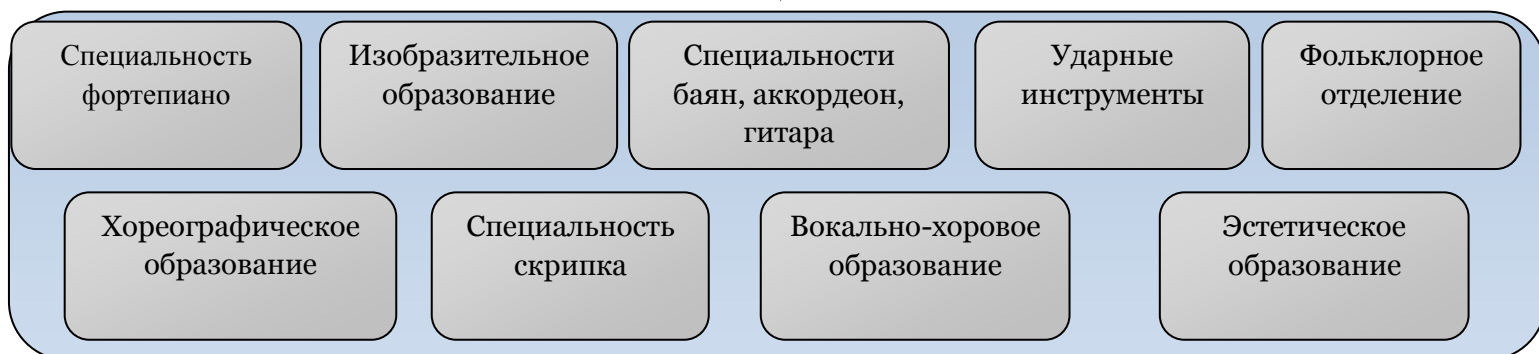 Специальность
фортепиано
Изобразительное
образование
Специальности
баян, аккордеон,
гитара
Ударные
инструменты
Фольклорное
отделение
Хореографическое
образование
Специальность
скрипка
Вокально-хоровое
образование
Эстетическое
образование